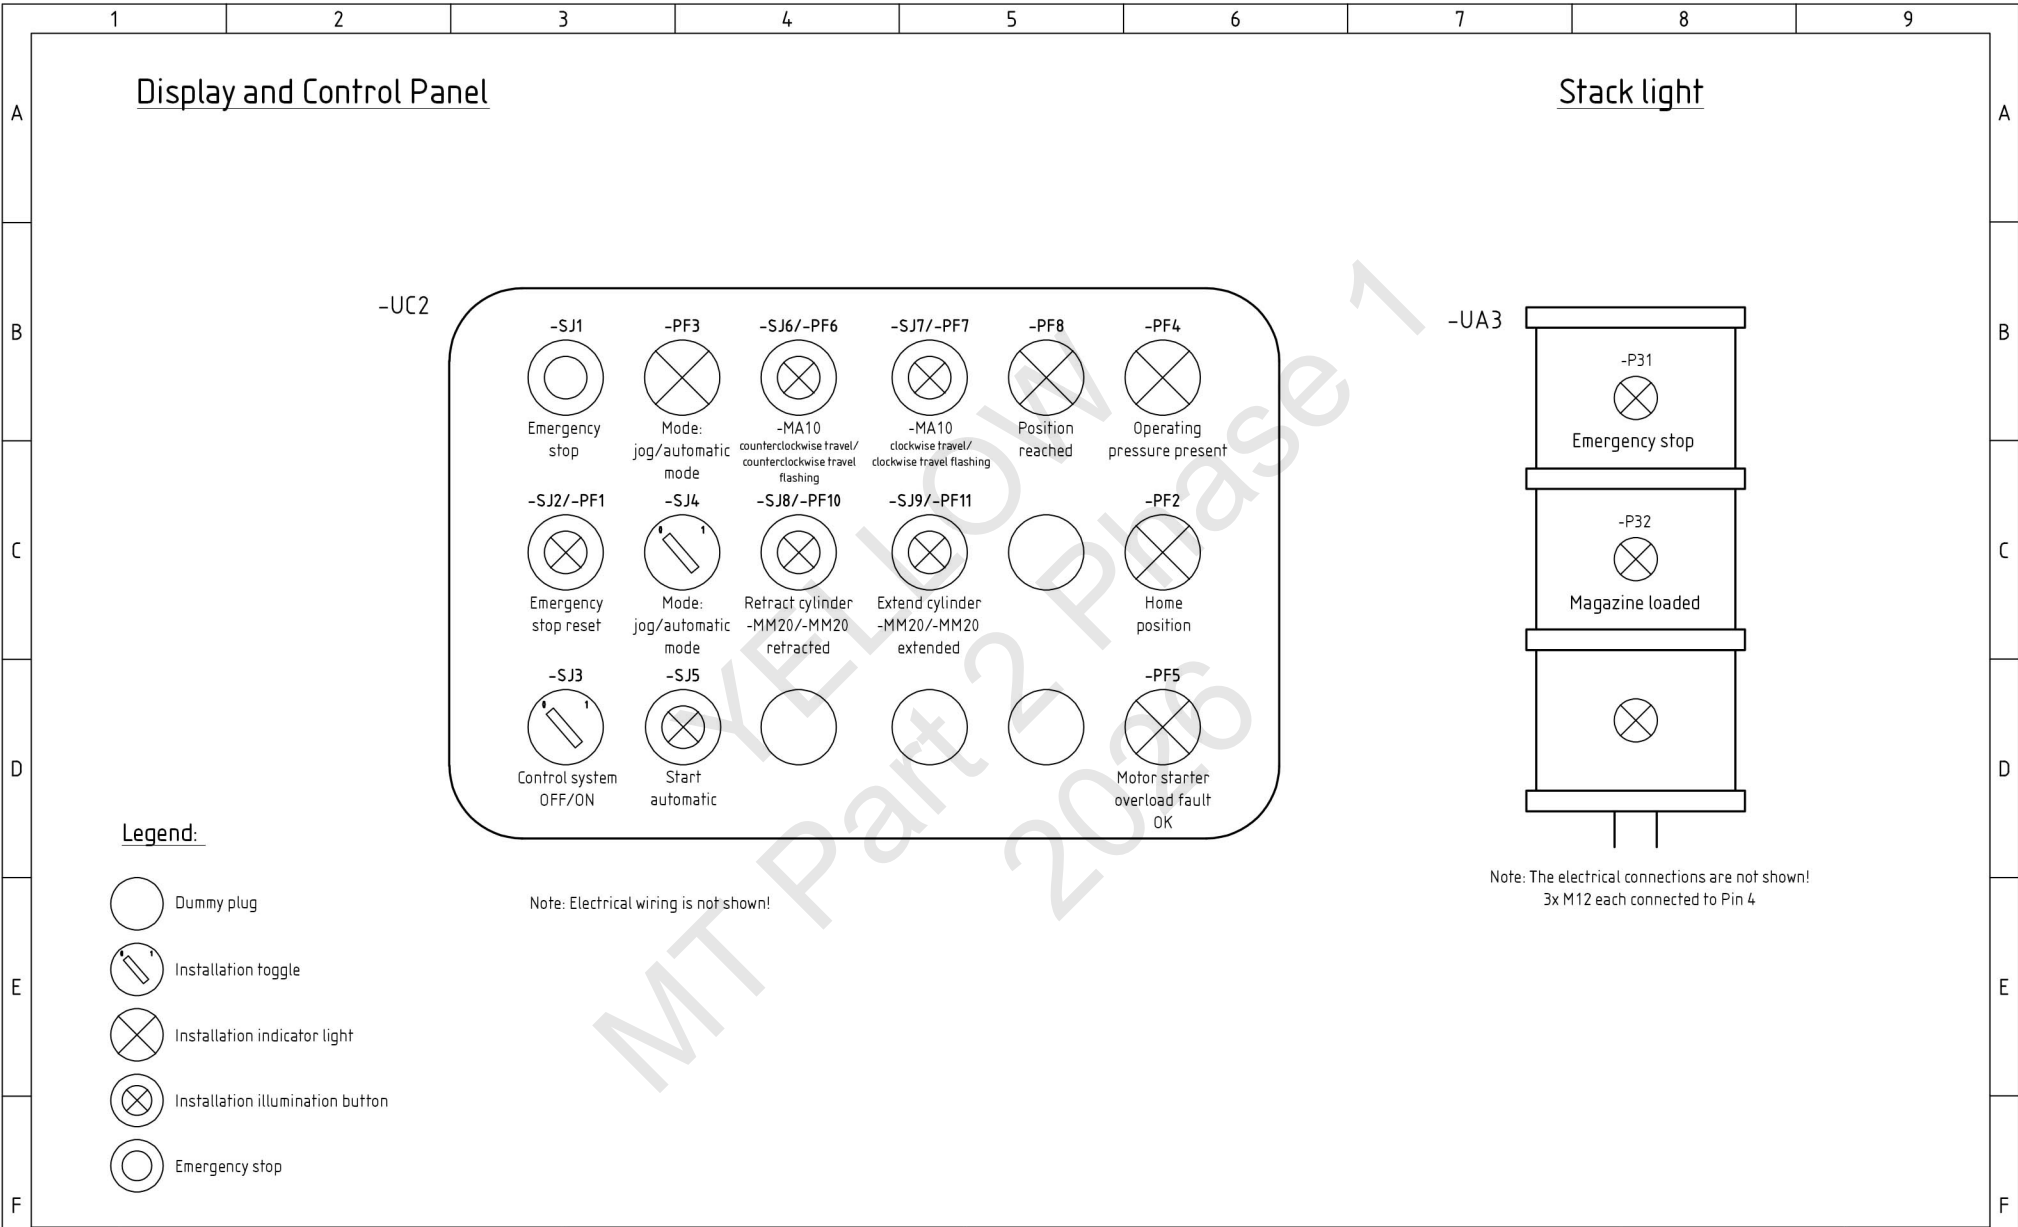 1 2 3 4 5 6 7 8 9
A A
Display and Control Panel
Stack light
B B
-UC2
-SJ1 -PF3 -SJ6/-PF6 -SJ7/-PF7 -PF8 -PF4
Emergency
stop
Mode:
jog/automatic
mode
-MA10
counterclockwise travel/
counterclockwise travel
flashing
-MA10
clockwise travel/
clockwise travel flashing
Position
reached
Operating
pressure present
C C
-SJ2/-PF1 -SJ4 -SJ8/-PF10 -SJ9/-PF11 -PF2
0 1
Emergency
stop reset
Mode:
jog/automatic
mode
Retract cylinder
-MM20/-MM20
retracted
Extend cylinder
-MM20/-MM20
extended
Home
position
D D
-SJ3 -SJ5 -PF5
0 1
Control system
OFF/ON
Start
automatic
Motor starter
overload fault
OK
Note: Electrical wiring is not shown!
-UA3
-P31
Emergency stop
-P32
Magazine loaded
Note: The electrical connections are not shown!
3x M12 each connected to Pin 4
Legend:
Dummy plug
E E
0 1
Installation toggle
Installation indicator light
Installation illumination button
Emergency stop
F F
YELLOW
MT Part 2 Phase 1
2026